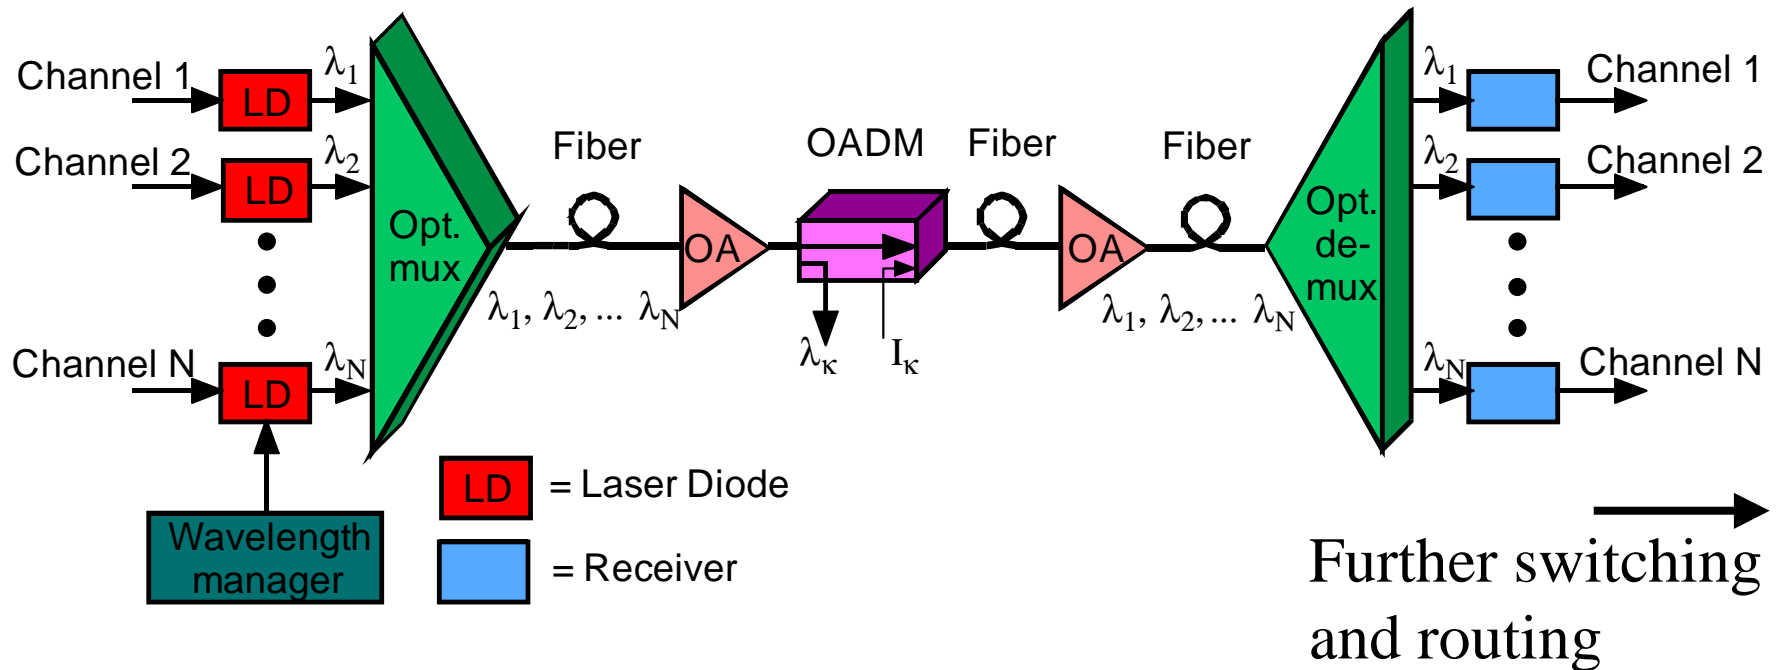 Channel 1
LD
λ1
Channel 2
LD
λ2
Channel N
LD
λN
Wavelength
manager
Opt.
mux
Fiber
λ1, λ2, ... λN
OA
OADM
λκ
Iκ
Fiber
OA
Fiber
λ1, λ2, ... λN
Opt.
de-
mux
λ1
Channel 1
λ2
Channel 2
λN
Channel N
LD = Laser Diode
= Receiver
Further switching
and routing